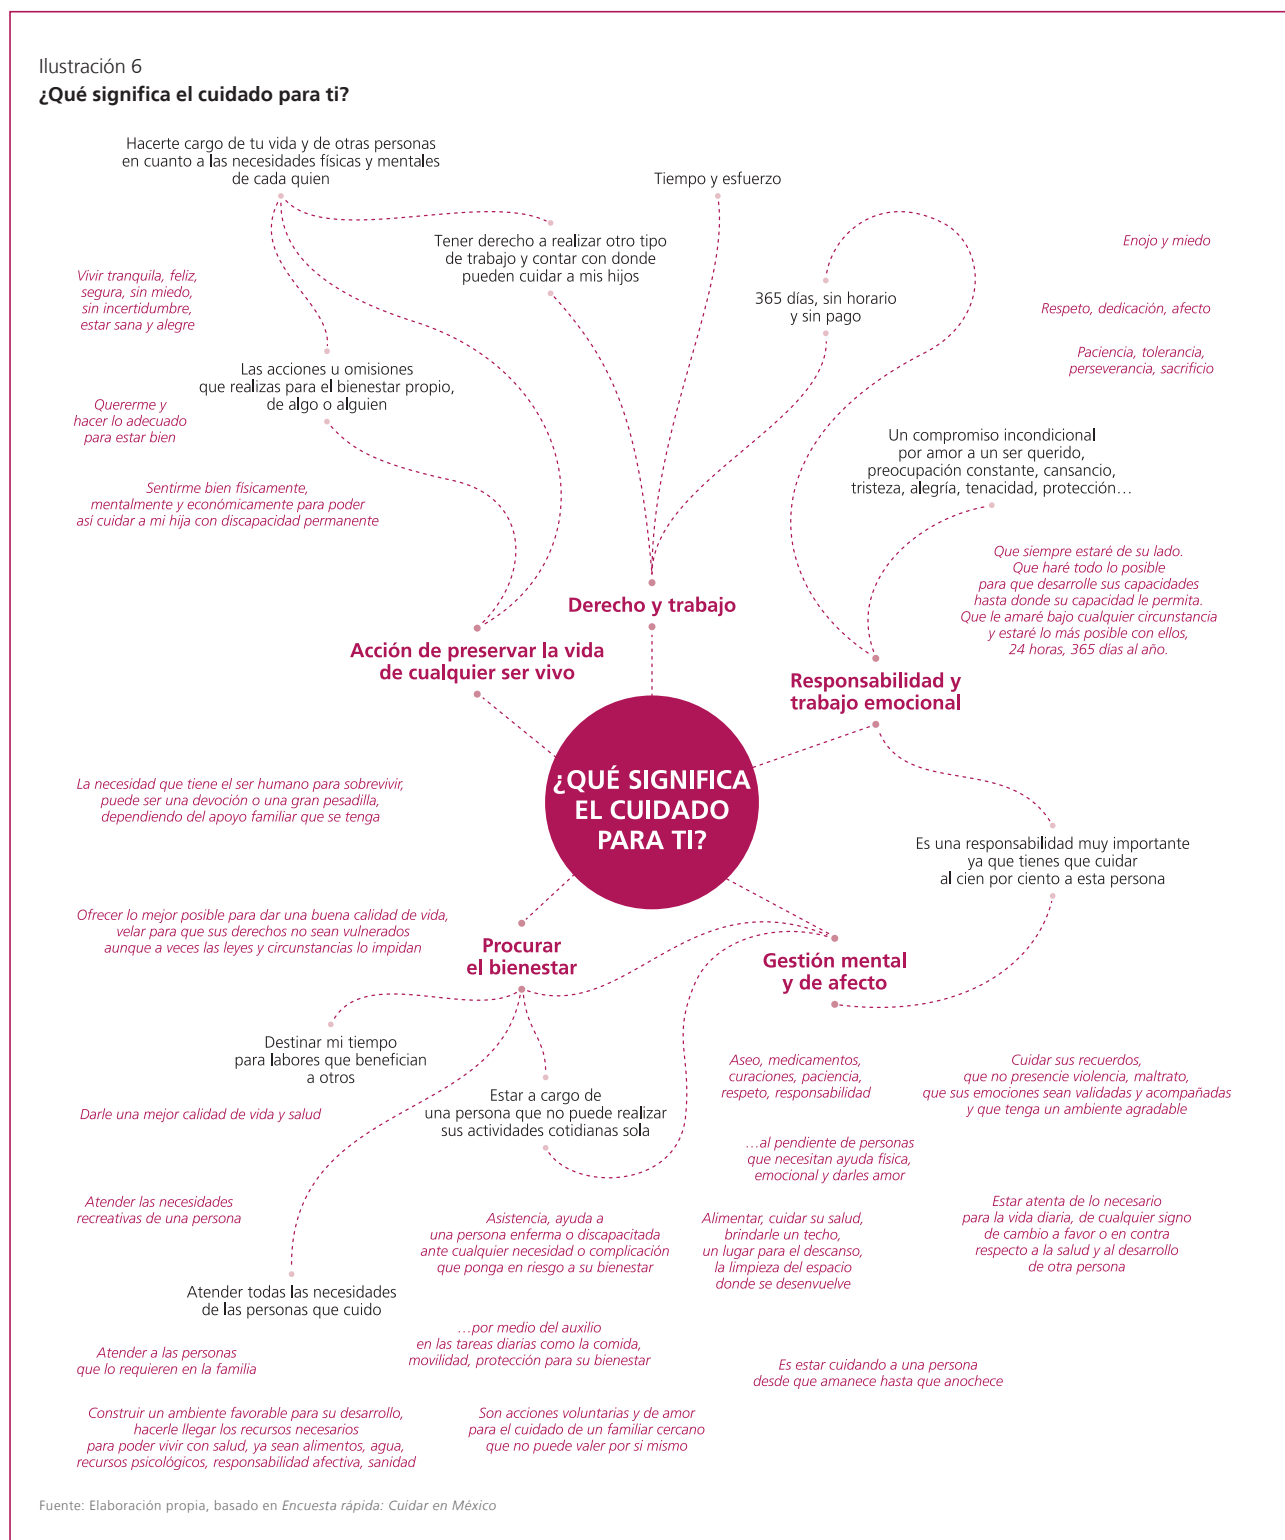 Ilustración 6
¿Qué significa el cuidado para ti?
Hacerte cargo de tu vida y de otras personas
en cuanto a las necesidades físicas y mentales
de cada quien
Tiempo y esfuerzo
Tener derecho a realizar otro tipo
de trabajo y contar con donde
pueden cuidar a mis hijos
Enojo y miedo
Vivir tranquila, feliz,
segura, sin miedo,
sin incertidumbre,
estar sana y alegre
365 días, sin horario
y sin pago
Respeto, dedicación, afecto
Paciencia, tolerancia,
perseverancia, sacrificio
Las acciones u omisiones
que realizas para el bienestar propio,
de algo o alguien
Quererme y
hacer lo adecuado
para estar bien
Un compromiso incondicional
por amor a un ser querido,
preocupación constante, cansancio,
tristeza, alegría, tenacidad, protección…
Sentirme bien físicamente,
mentalmente y económicamente para poder
así cuidar a mi hija con discapacidad permanente
Que siempre estaré de su lado.
Que haré todo lo posible
para que desarrolle sus capacidades
hasta donde su capacidad le permita.
Que le amaré bajo cualquier circunstancia
y estaré lo más posible con ellos,
24 horas, 365 días al año.
Derecho y trabajo
Acción de preservar la vida
de cualquier ser vivo
Responsabilidad y
trabajo emocional
¿QUÉ SIGNIFICA
EL CUIDADO
PARA TI?
La necesidad que tiene el ser humano para sobrevivir,
puede ser una devoción o una gran pesadilla,
dependiendo del apoyo familiar que se tenga
Es una responsabilidad muy importante
ya que tienes que cuidar
al cien por ciento a esta persona
Ofrecer lo mejor posible para dar una buena calidad de vida,
velar para que sus derechos no sean vulnerados
aunque a veces las leyes y circunstancias lo impidan
Procurar
el bienestar
Gestión mental
y de afecto
Destinar mi tiempo
para labores que benefician
a otros
Aseo, medicamentos,
curaciones, paciencia,
respeto, responsabilidad
Cuidar sus recuerdos,
que no presencie violencia, maltrato,
que sus emociones sean validadas y acompañadas
y que tenga un ambiente agradable
Estar a cargo de
una persona que no puede realizar
sus actividades cotidianas sola
Darle una mejor calidad de vida y salud
…al pendiente de personas
que necesitan ayuda física,
emocional y darles amor
Atender las necesidades
recreativas de una persona
Asistencia, ayuda a
una persona enferma o discapacitada
ante cualquier necesidad o complicación
que ponga en riesgo a su bienestar
Alimentar, cuidar su salud,
brindarle un techo,
un lugar para el descanso,
la limpieza del espacio
donde se desenvuelve
Estar atenta de lo necesario
para la vida diaria, de cualquier signo
de cambio a favor o en contra
respecto a la salud y al desarrollo
de otra persona
Atender todas las necesidades
de las personas que cuido
…por medio del auxilio
en las tareas diarias como la comida,
movilidad, protección para su bienestar
Atender a las personas
que lo requieren en la familia
Es estar cuidando a una persona
desde que amanece hasta que anochece
Construir un ambiente favorable para su desarrollo,
hacerle llegar los recursos necesarios
para poder vivir con salud, ya sean alimentos, agua,
recursos psicológicos, responsabilidad afectiva, sanidad
Son acciones voluntarias y de amor
para el cuidado de un familiar cercano
que no puede valer por si mismo
Fuente: Elaboración propia, basado en Encuesta rápida: Cuidar en México